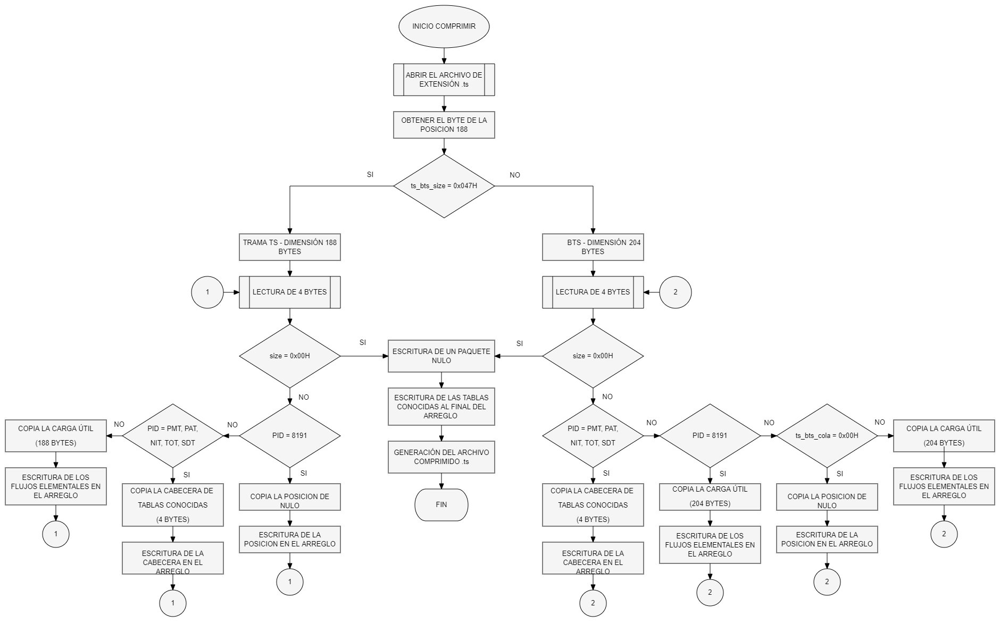 INICIO COMPRIMIR
ABRIR EL ARCHIVO DE
EXTENSIÓN .ts
OBTENER EL BYTE DE LA
POSICION 188
ts_bts_size = 0x047H
SI
NO
TRAMA TS - DIMENSIÓN 188
BYTES
BTS - DIMENSIÓN 204
BYTES
1
LECTURA DE 4 BYTES
LECTURA DE 4 BYTES
2
size = 0x00H
SI
ESCRITURA DE UN PAQUETE
NULO
SI
size = 0x00H
NO
NO
ESCRITURA DE LAS TABLAS
CONOCIDAS AL FINAL DEL
ARREGLO
GENERACIÓN DEL ARCHIVO
COMPRIMIDO .ts
FIN
PID = 8191
NO
PID = PMT, PAT,
NIT, TOT, SDT
NO
COPIA LA CARGA ÚTIL
(188 BYTES)
ESCRITURA DE LOS
FLUJOS ELEMENTALES EN
EL ARREGLO
1
SI
COPIA LA CABECERA DE
TABLAS CONOCIDAS
(4 BYTES)
ESCRITURA DE LA
CABECERA EN EL
ARREGLO
1
SI
COPIA LA POSICION DE
NULO
ESCRITURA DE LA
POSICION EN EL ARREGLO
1
PID = PMT, PAT,
NIT, TOT, SDT
NO
PID = 8191
NO
ts_bts_cola = 0x00H
NO
COPIA LA CARGA ÚTIL
(204 BYTES)
SI
COPIA LA CABECERA DE
TABLAS CONOCIDAS
(4 BYTES)
ESCRITURA DE LA
CABECERA EN EL
ARREGLO
2
SI
COPIA LA CARGA ÚTIL
(204 BYTES)
ESCRITURA DE LOS
FLUJOS ELEMENTALES EN
EL ARREGLO
2
SI
COPIA LA POSICION DE
NULO
ESCRITURA DE LA
POSICION EN EL ARREGLO
2
ESCRITURA DE LOS
FLUJOS ELEMENTALES EN
EL ARREGLO
2